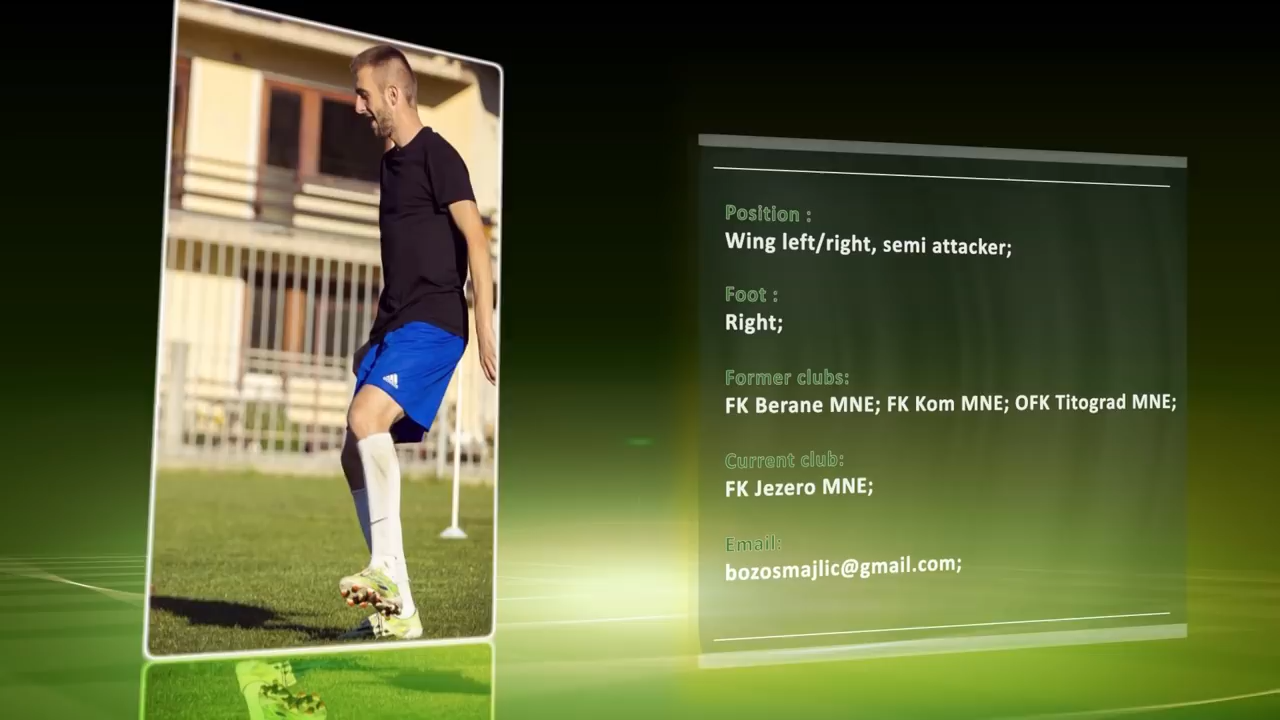 Position :
Wing left/right, semi attacker;
Foot :
Right;
Former clubs:
FK Berane MNE; FK Kom MNE; OFK Titograd MNE;
Current club:
FK Jezero MNE;
Email:
bozosmajlic@gmail.com;